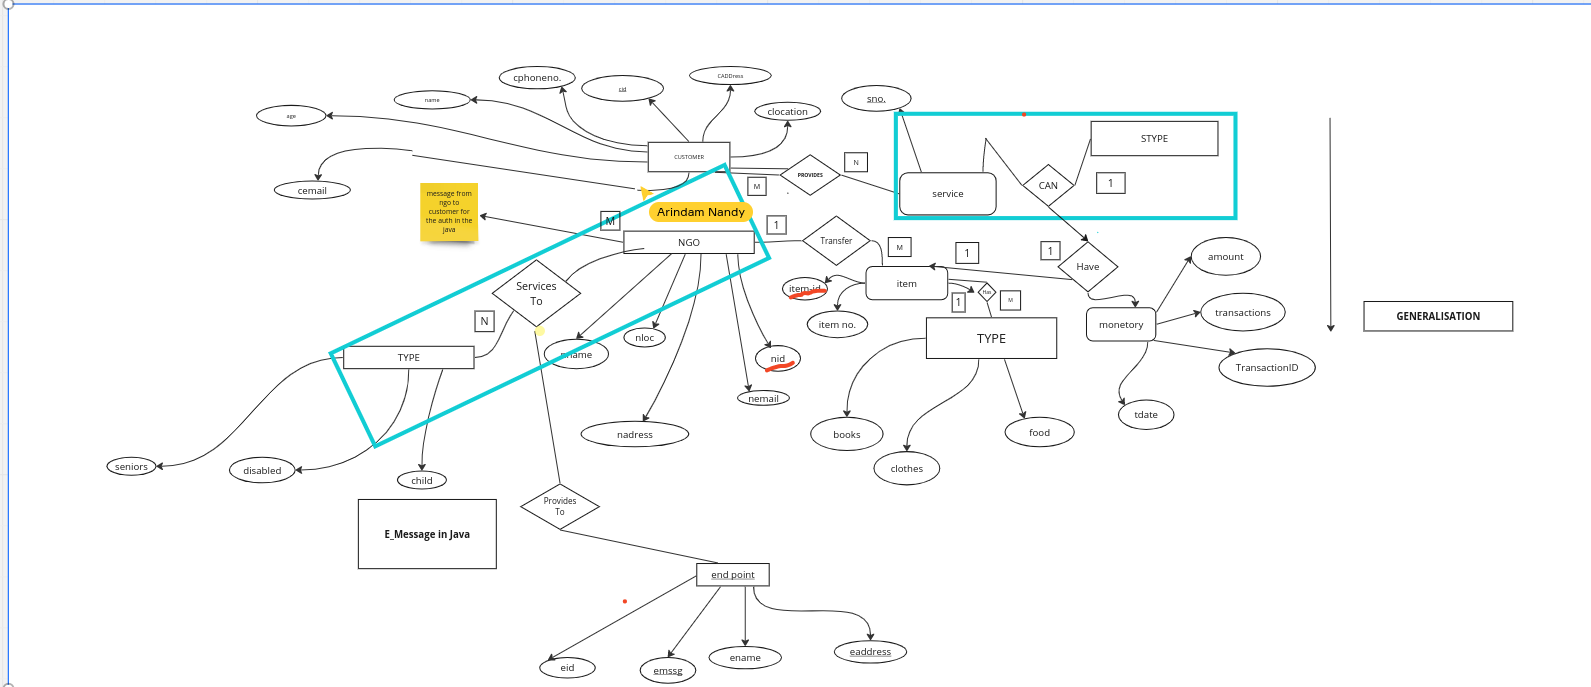 cphoneno.
cid
CADDress
name
age
clocation
sno.
STYPE
CUSTOMER
PROVIDES
N
cemail
M
service
CAN
1
message from
ngo to
customer for
the auth in the
java
Arindam Nandy
M
1
NGO
Transfer
M
1
1
Have
amount
Services
To
item-id
item
Has
1
M
item no.
N
nloc
TYPE
monetory
transactions
GENERALISATION
TYPE
nname
nid
TransactionID
nemail
tdate
nadress
books
food
clothes
seniors
disabled
child
Provides
To
E_Message in Java
end point
eid
emssg
ename
eaddress